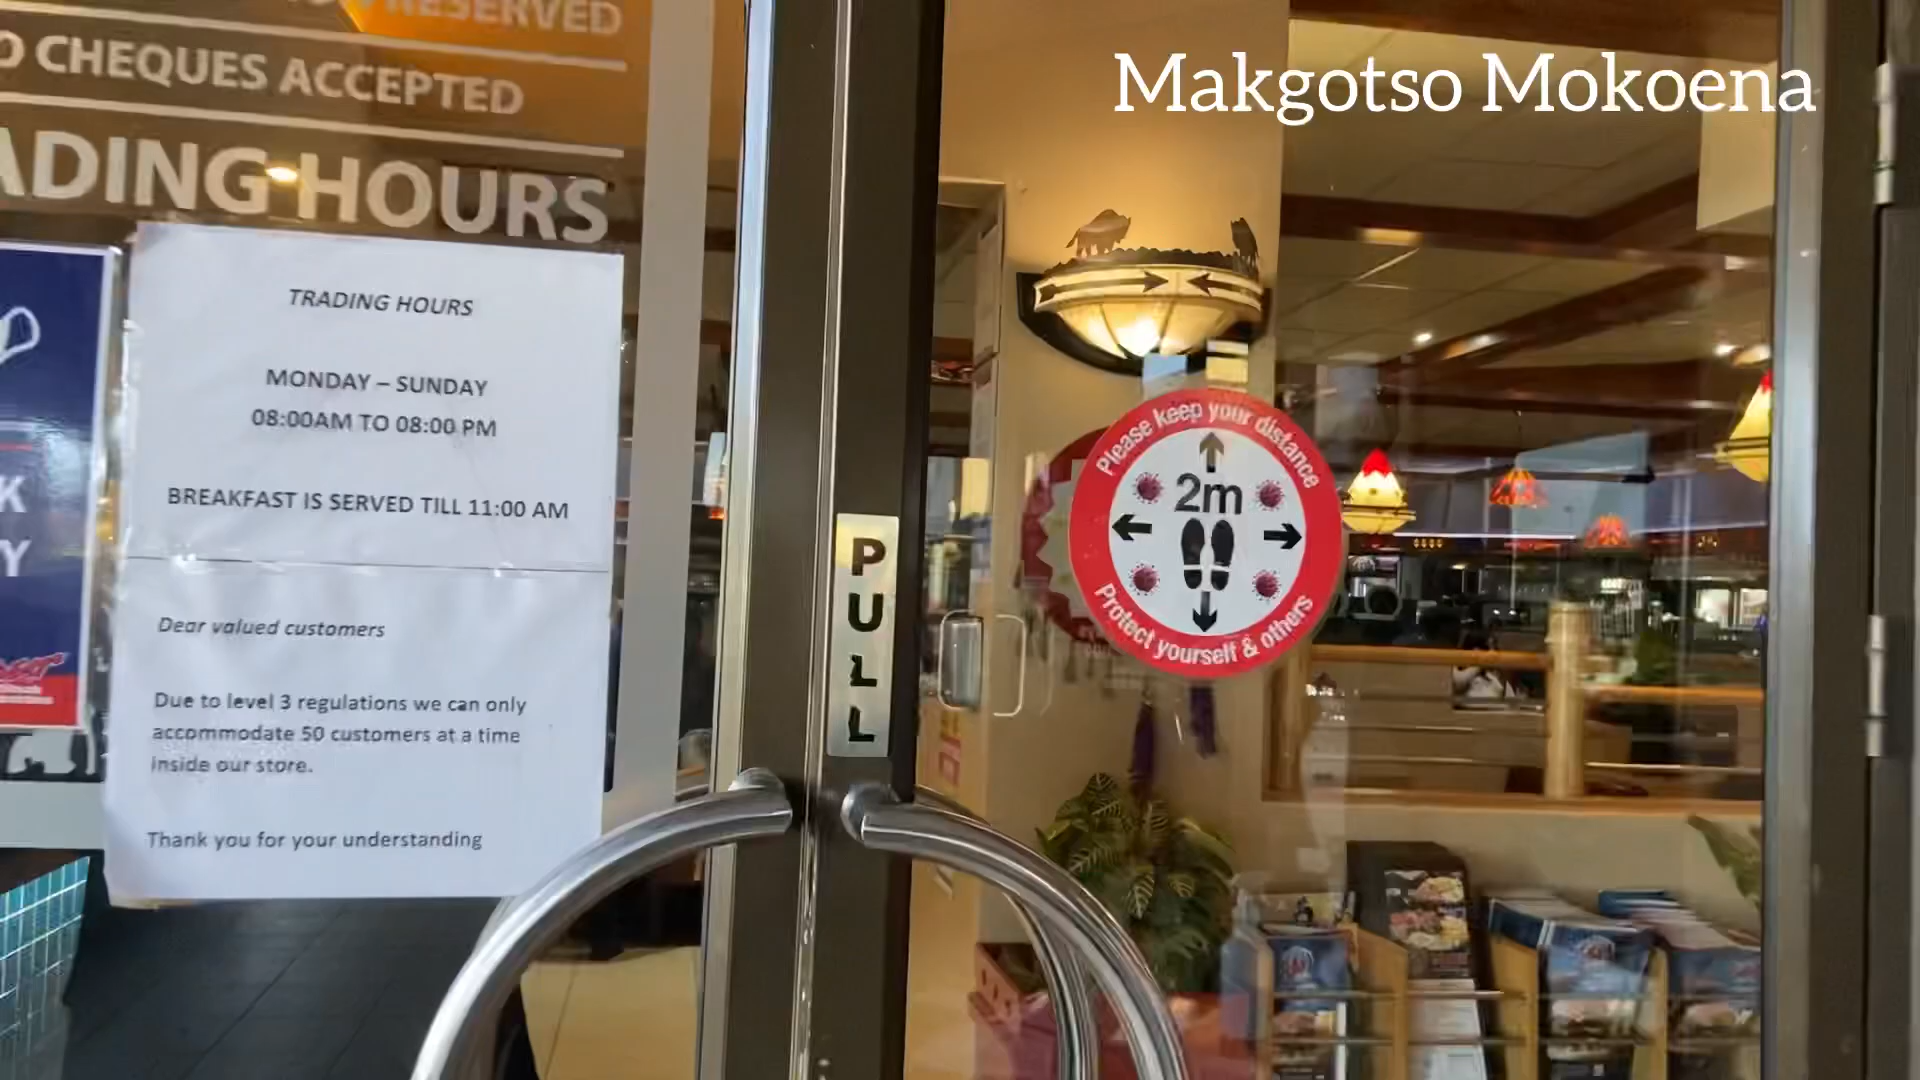 RESERVED
CHEQUES ACCEPTED
HOURS
TRADING HOURS
MONDAY – SUNDAY
08:00AM TO 08:00 PM
BREAKFAST IS SERVED TILL 11:00 AM
Dear valued customers
Due to level 3 regulations we can only
accommodate 50 customers at a time
inside our store.
Thank you for your understanding
PULL
Makgotso Mokoena
Please keep your distance
2m
Protect yourself & others